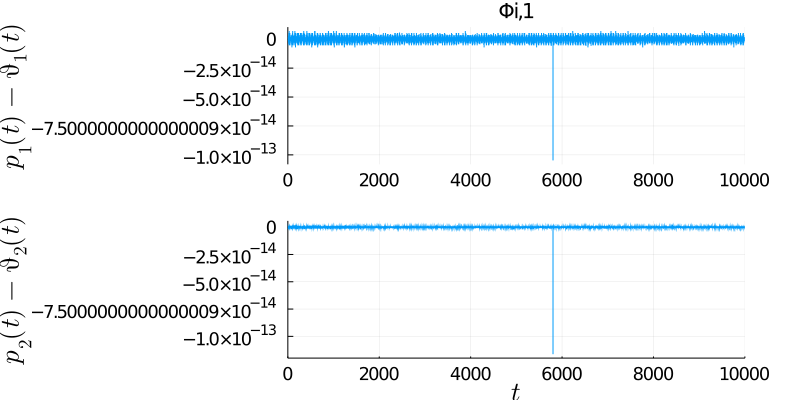 Φi,1
p₁(t) − ϑ₁(t)
0
−2.5×10⁻¹⁴
−5.0×10⁻¹⁴
−7.5000000000000009×10⁻¹⁴
−1.0×10⁻¹³
0 2000 4000 6000 8000 10000
p₂(t) − ϑ₂(t)
0
−2.5×10⁻¹⁴
−5.0×10⁻¹⁴
−7.5000000000000009×10⁻¹⁴
−1.0×10⁻¹³
0 2000 4000 6000 8000 10000
t